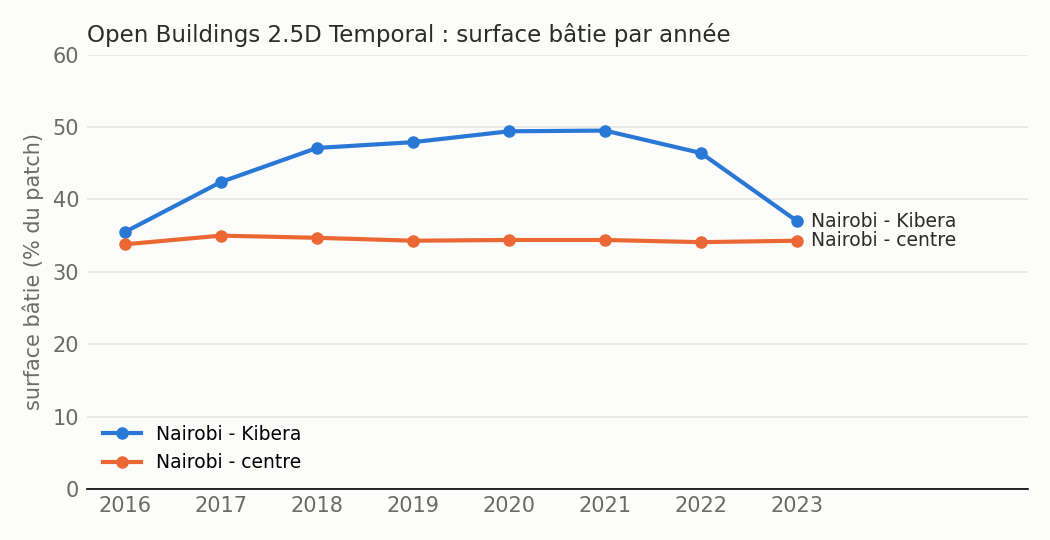 Open Buildings 2.5D Temporal : surface bâtie par année
surface bâtie (% du patch)
60
50
40
30
20
10
0
Nairobi - Kibera
Nairobi - centre
Nairobi - Kibera
Nairobi - centre
2016 2017 2018 2019 2020 2021 2022 2023